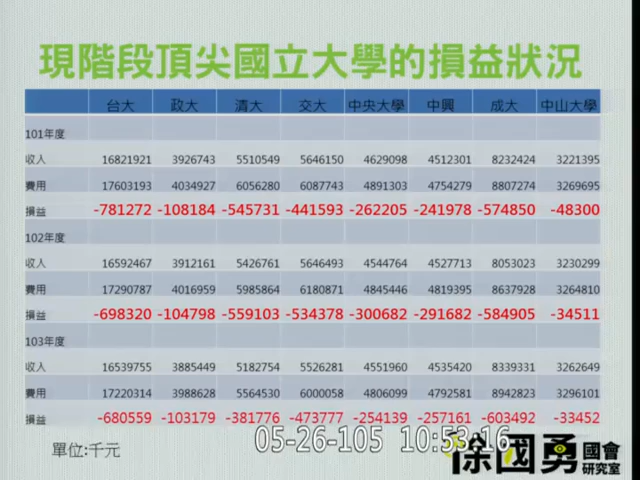 現階段頂尖國立大學的損益狀況
台大 政大 清大 交大 中央大學 中興 成大 中山大學
101年度
收入 16821921 3926743 5510549 5646150 4629098 4512301 8232424 3221395
費用 17603193 4034927 6056280 6087743 4891303 4754279 8807274 3269695
損益 -781272 -108184 -545731 -441593 -262205 -241978 -574850 -48300
102年度
收入 16592467 3912161 5426761 5646493 4544764 4527713 8053023 3230299
費用 17290787 4016959 5985864 6180871 4845446 4819395 8637928 3264810
損益 -698320 -104798 -559103 -534378 -300682 -291682 -584905 -34511
103年度
收入 16539755 3885449 5182754 5526281 4551960 4535420 8339331 3262649
費用 17220314 3988628 5564530 6000058 4806099 4792581 8942823 3296101
損益 -680559 -103179 -381776 -473777 -254139 -257161 -603492 -33452
單位:千元
05-26-105 10:53:16
徐國勇 國會
研究室